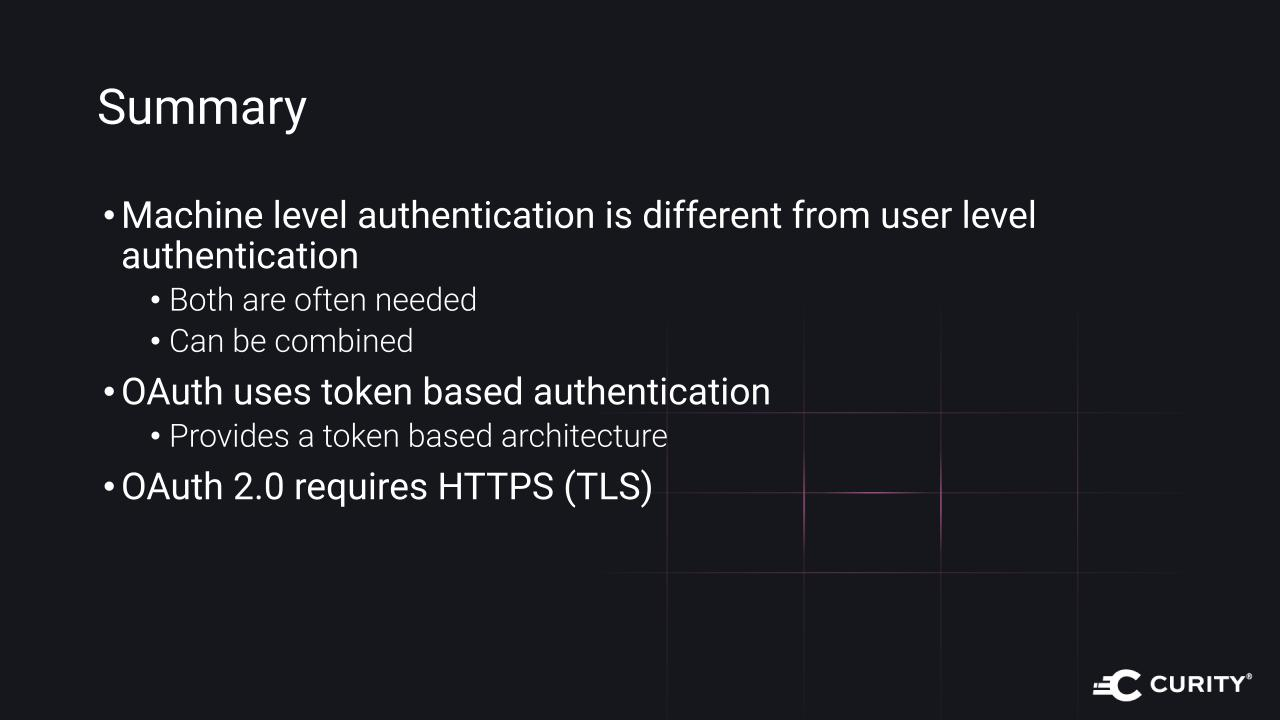 Summary
• Machine level authentication is different from user level
authentication
• Both are often needed
• Can be combined
• OAuth uses token based authentication
• Provides a token based architecture
• OAuth 2.0 requires HTTPS (TLS)
CURITY®